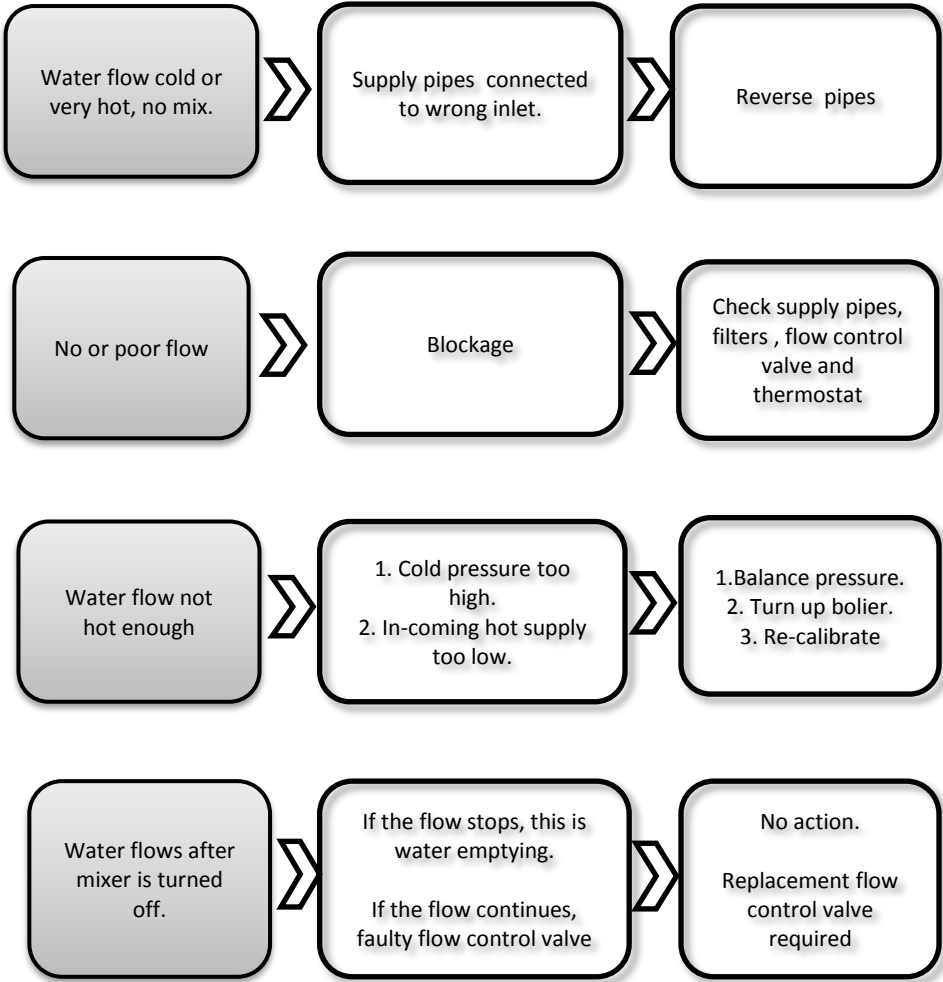 Water flow cold or
very hot, no mix.
Supply pipes connected
to wrong inlet.
Reverse pipes
No or poor flow
Blockage
Check supply pipes,
filters , flow control
valve and
thermostat
Water flow not
hot enough
1. Cold pressure too
high.
2. In-coming hot supply
too low.
1.Balance pressure.
2. Turn up bolier.
3. Re-calibrate
Water flows after
mixer is turned
off.
If the flow stops, this is
water emptying.
If the flow continues,
faulty flow control valve
No action.
Replacement flow
control valve
required